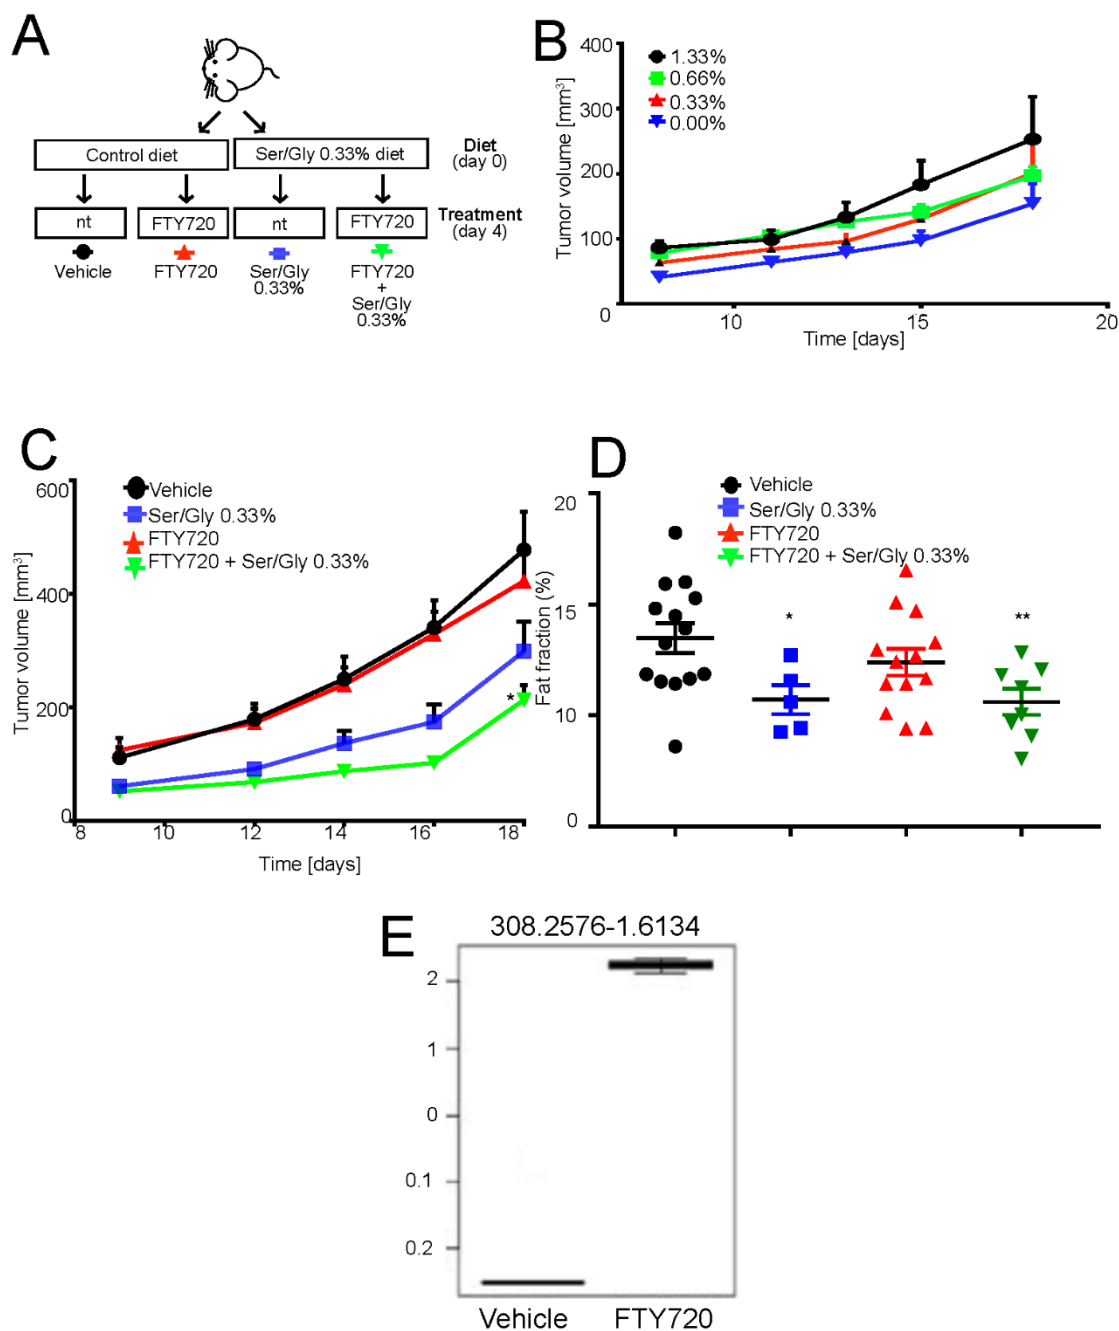 A
Control diet
Ser/Gly 0.33% diet
Diet
(day 0)
nt
FTY720
nt
FTY720
Treatment
(day 4)
Vehicle
FTY720
Ser/Gly
0.33%
FTY720
+
Ser/Gly
0.33%
B
1.33%
0.66%
0.33%
0.00%
Tumor volume [mm³]
400
300
200
100
0
10
15
20
Time [days]
C
Vehicle
Ser/Gly 0.33%
FTY720
FTY720 + Ser/Gly 0.33%
Tumor volume [mm³]
600
400
200
0
*
8
10
12
14
16
18
Time [days]
D
Vehicle
Ser/Gly 0.33%
FTY720
FTY720 + Ser/Gly 0.33%
Fat fraction (%)
20
15
10
0
*
**
E
308.2576-1.6134
2
1
0
0.1
0.2
Vehicle
FTY720